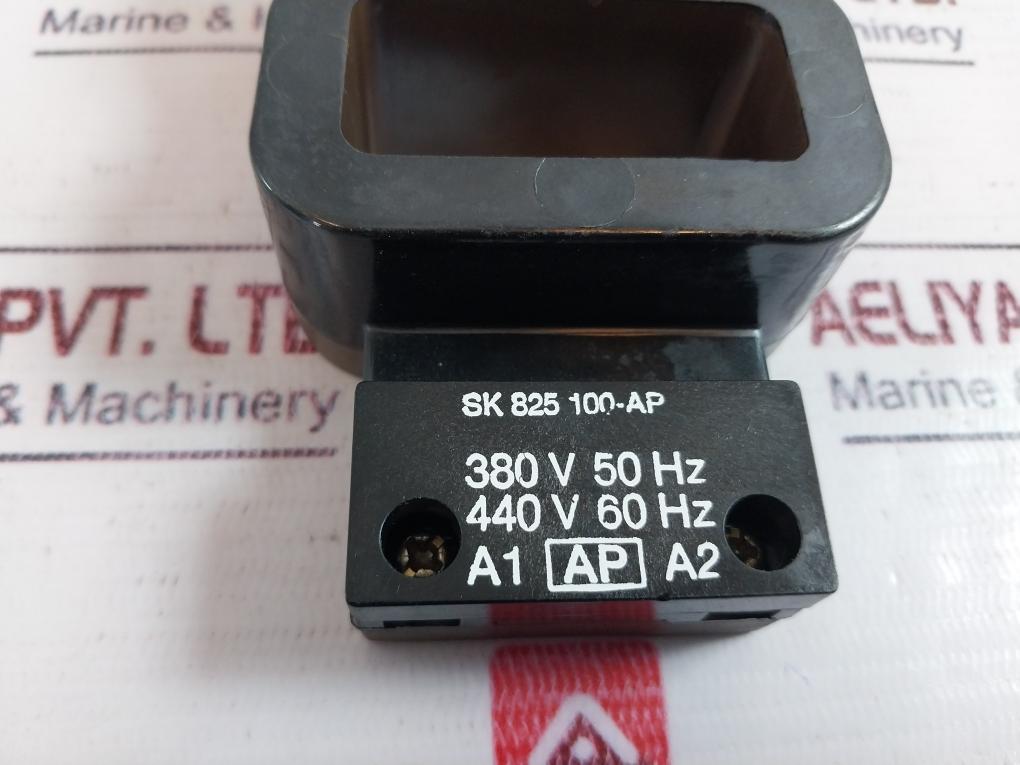 Marine &
hinery
PVT. LTD
AELIYA
& Machinery
Marine &
SK 825 100-AP
380 V 50 Hz
440 V 60 Hz
A1 AP A2